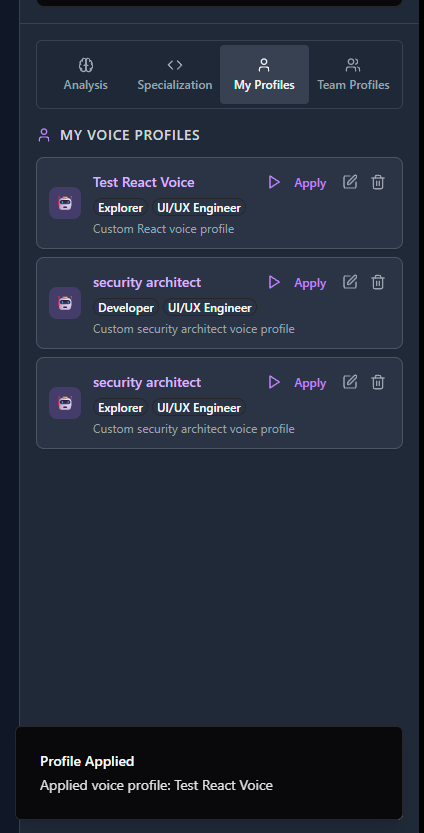 Analysis
Specialization
My Profiles
Team Profiles
MY VOICE PROFILES
Test React Voice
Apply
Explorer UI/UX Engineer
Custom React voice profile
security architect
Apply
Developer UI/UX Engineer
Custom security architect voice profile
security architect
Apply
Explorer UI/UX Engineer
Custom security architect voice profile
Profile Applied
Applied voice profile: Test React Voice